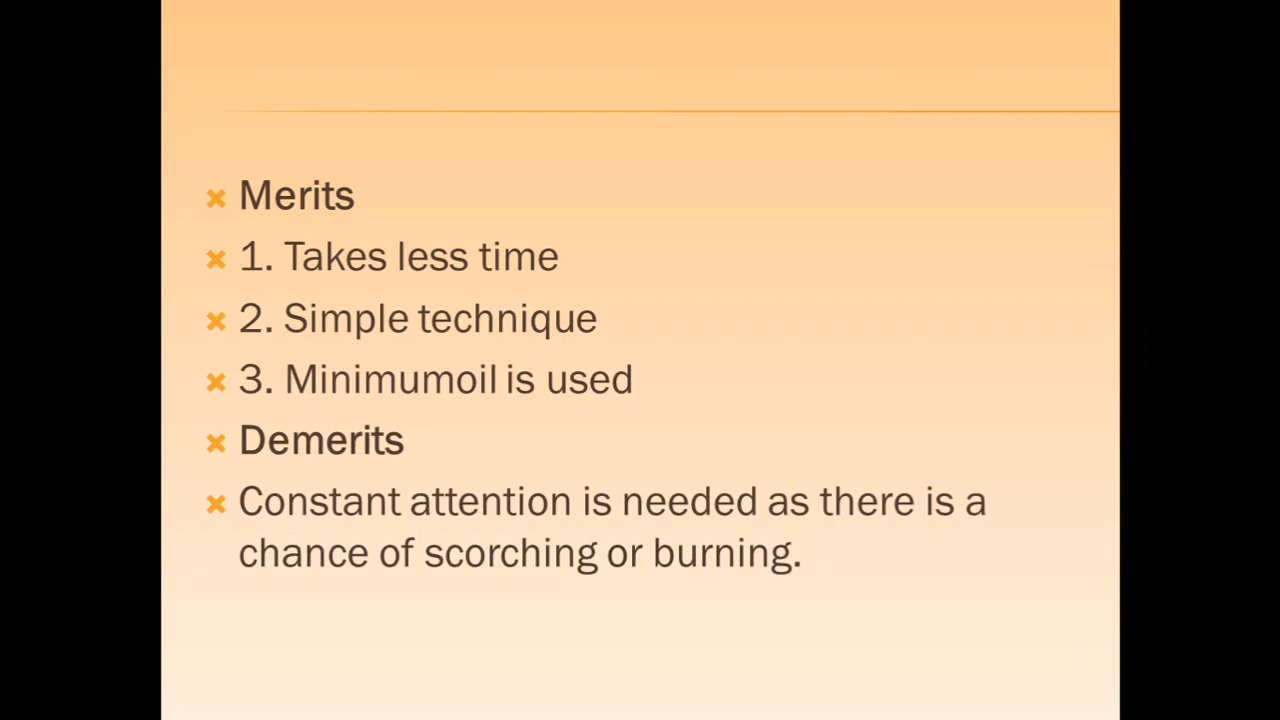 Merits
1. Takes less time
2. Simple technique
3. Minimumoil is used
Demerits
Constant attention is needed as there is a
chance of scorching or burning.